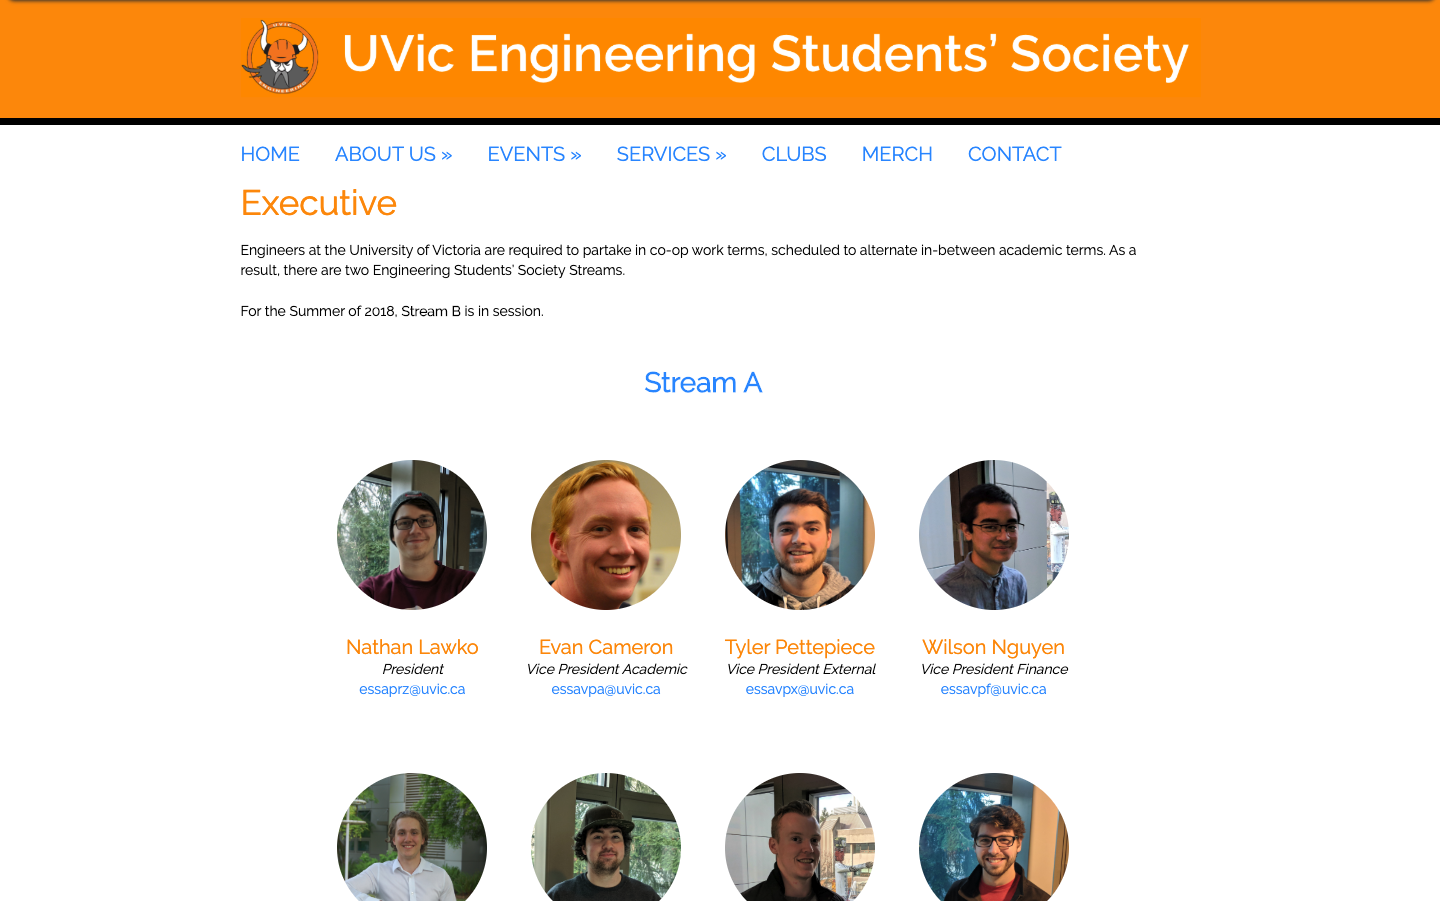 UVIC
ENGINEERING
UVic Engineering Students’ Society
HOME ABOUT US » EVENTS » SERVICES » CLUBS MERCH CONTACT
Executive
Engineers at the University of Victoria are required to partake in co-op work terms, scheduled to alternate in-between academic terms. As a
result, there are two Engineering Students’ Society Streams.
For the Summer of 2018, Stream B is in session.
Stream A
Nathan Lawko Evan Cameron Tyler Pettepiece Wilson Nguyen
President Vice President Academic Vice President External Vice President Finance
essaprz@uvic.ca essavpa@uvic.ca essavpx@uvic.ca essavpf@uvic.ca